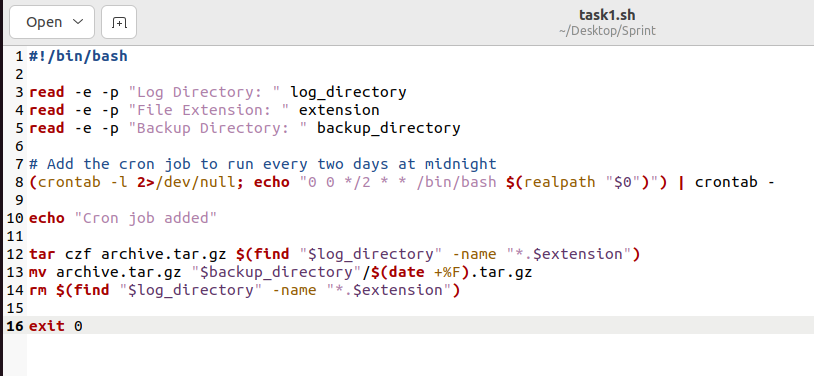 Open
task1.sh
~/Desktop/Sprint
1 #!/bin/bash
2
3 read -e -p "Log Directory: " log_directory
4 read -e -p "File Extension: " extension
5 read -e -p "Backup Directory: " backup_directory
6
7 # Add the cron job to run every two days at midnight
8 (crontab -l 2>/dev/null; echo "0 0 */2 * * /bin/bash $(realpath "$0")") | crontab -
9
10 echo "Cron job added"
11
12 tar czf archive.tar.gz $(find "$log_directory" -name "*.$extension")
13 mv archive.tar.gz "$backup_directory"/$(date +%F).tar.gz
14 rm $(find "$log_directory" -name "*.$extension")
15
16 exit 0